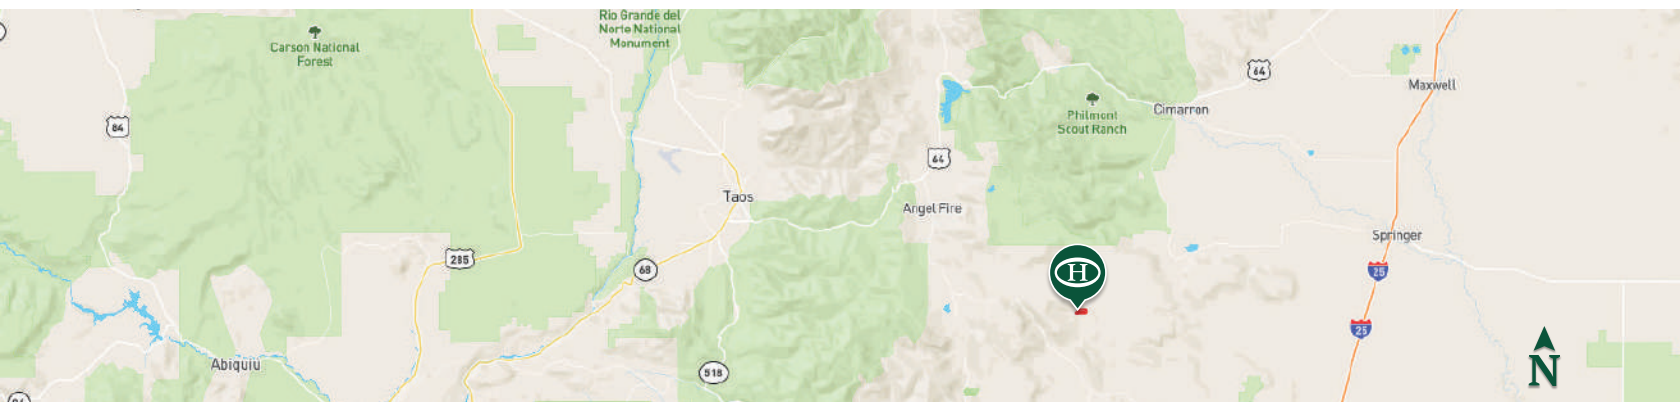 Rio Grande del
Norte National
Monument
Carson National
Forest
64
Maxwell
84
Philmont
Scout Ranch
Cimarron
64
Taos
Angel Fire
Springer
285
68
H
25
25
Abiquiu
518
N